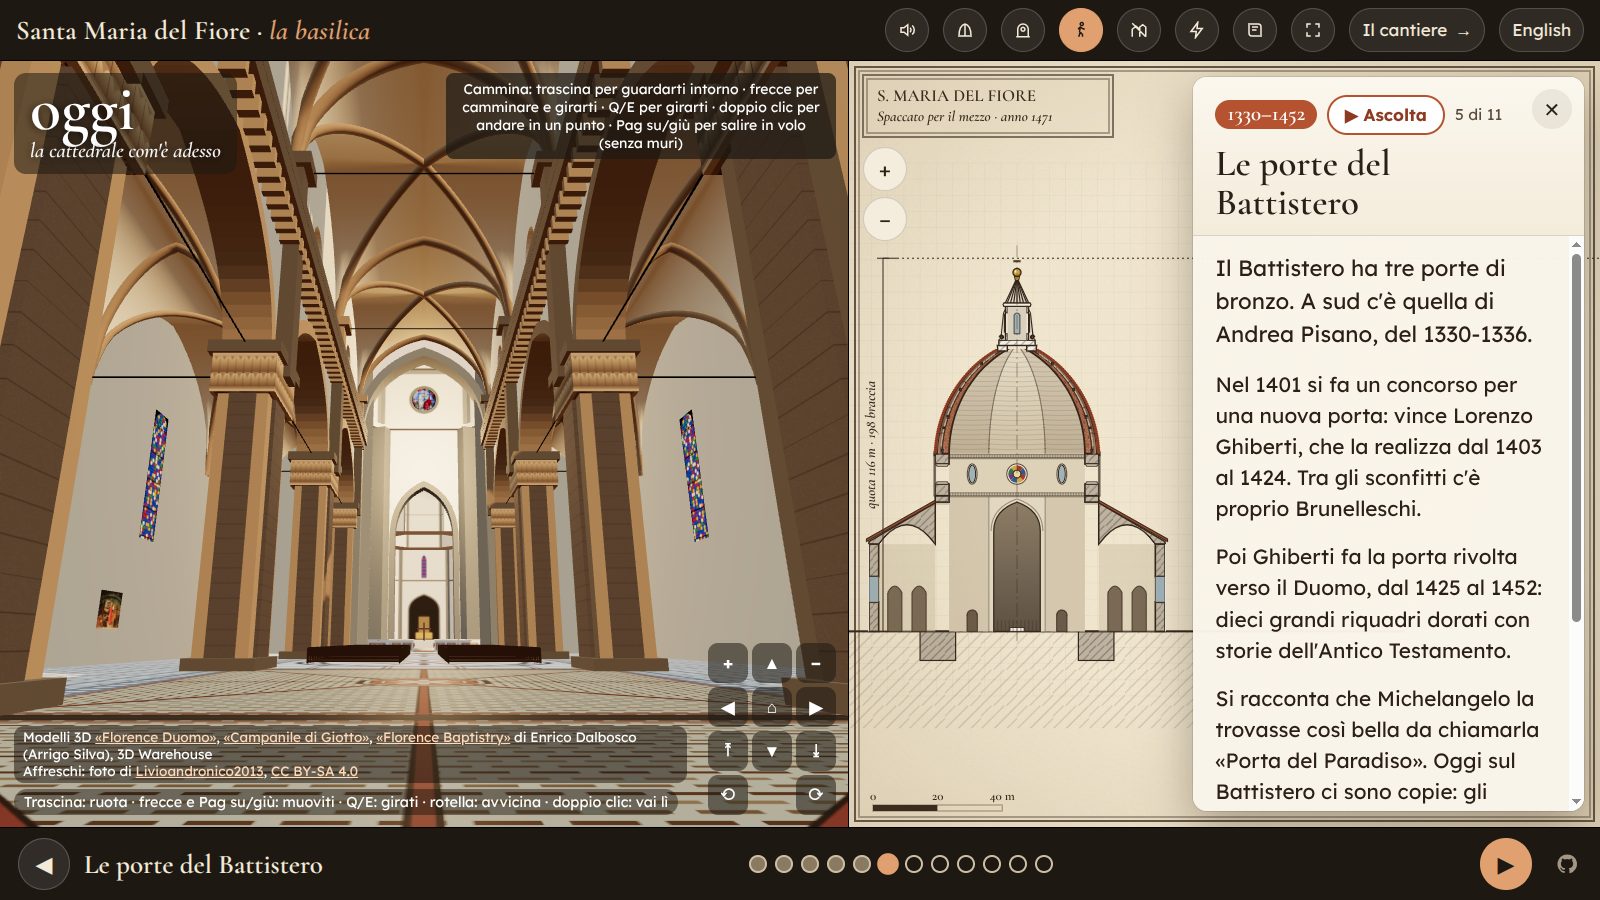 Santa Maria del Fiore · la basilica
Il cantiere →
English
oggi
la cattedrale com'è adesso
Cammina: trascina per guardarti intorno · frecce per
camminare e girarti · Q/E per girarti · doppio clic per
andare in un punto · Pag su/giù per salire in volo
(senza muri)
Modelli 3D «Florence Duomo», «Campanile di Giotto», «Florence Baptistry» di Enrico Dalbosco
(Arrigo Silva), 3D Warehouse
Affreschi: foto di Livioandronico2013, CC BY-SA 4.0
Trascina: ruota · frecce e Pag su/giù: muoviti · Q/E: girati · rotella: avvicina · doppio clic: vai lì
S. MARIA DEL FIORE
Spaccato per il mezzo · anno 1471
quota 116 m · 198 braccia
0 20 40 m
1330–1452
▶ Ascolta
5 di 11
Le porte del
Battistero
Il Battistero ha tre porte di
bronzo. A sud c'è quella di
Andrea Pisano, del 1330-1336.
Nel 1401 si fa un concorso per
una nuova porta: vince Lorenzo
Ghiberti, che la realizza dal 1403
al 1424. Tra gli sconfitti c'è
proprio Brunelleschi.
Poi Ghiberti fa la porta rivolta
verso il Duomo, dal 1425 al 1452:
dieci grandi riquadri dorati con
storie dell'Antico Testamento.
Si racconta che Michelangelo la
trovasse così bella da chiamarla
«Porta del Paradiso». Oggi sul
Battistero ci sono copie: gli
Le porte del Battistero